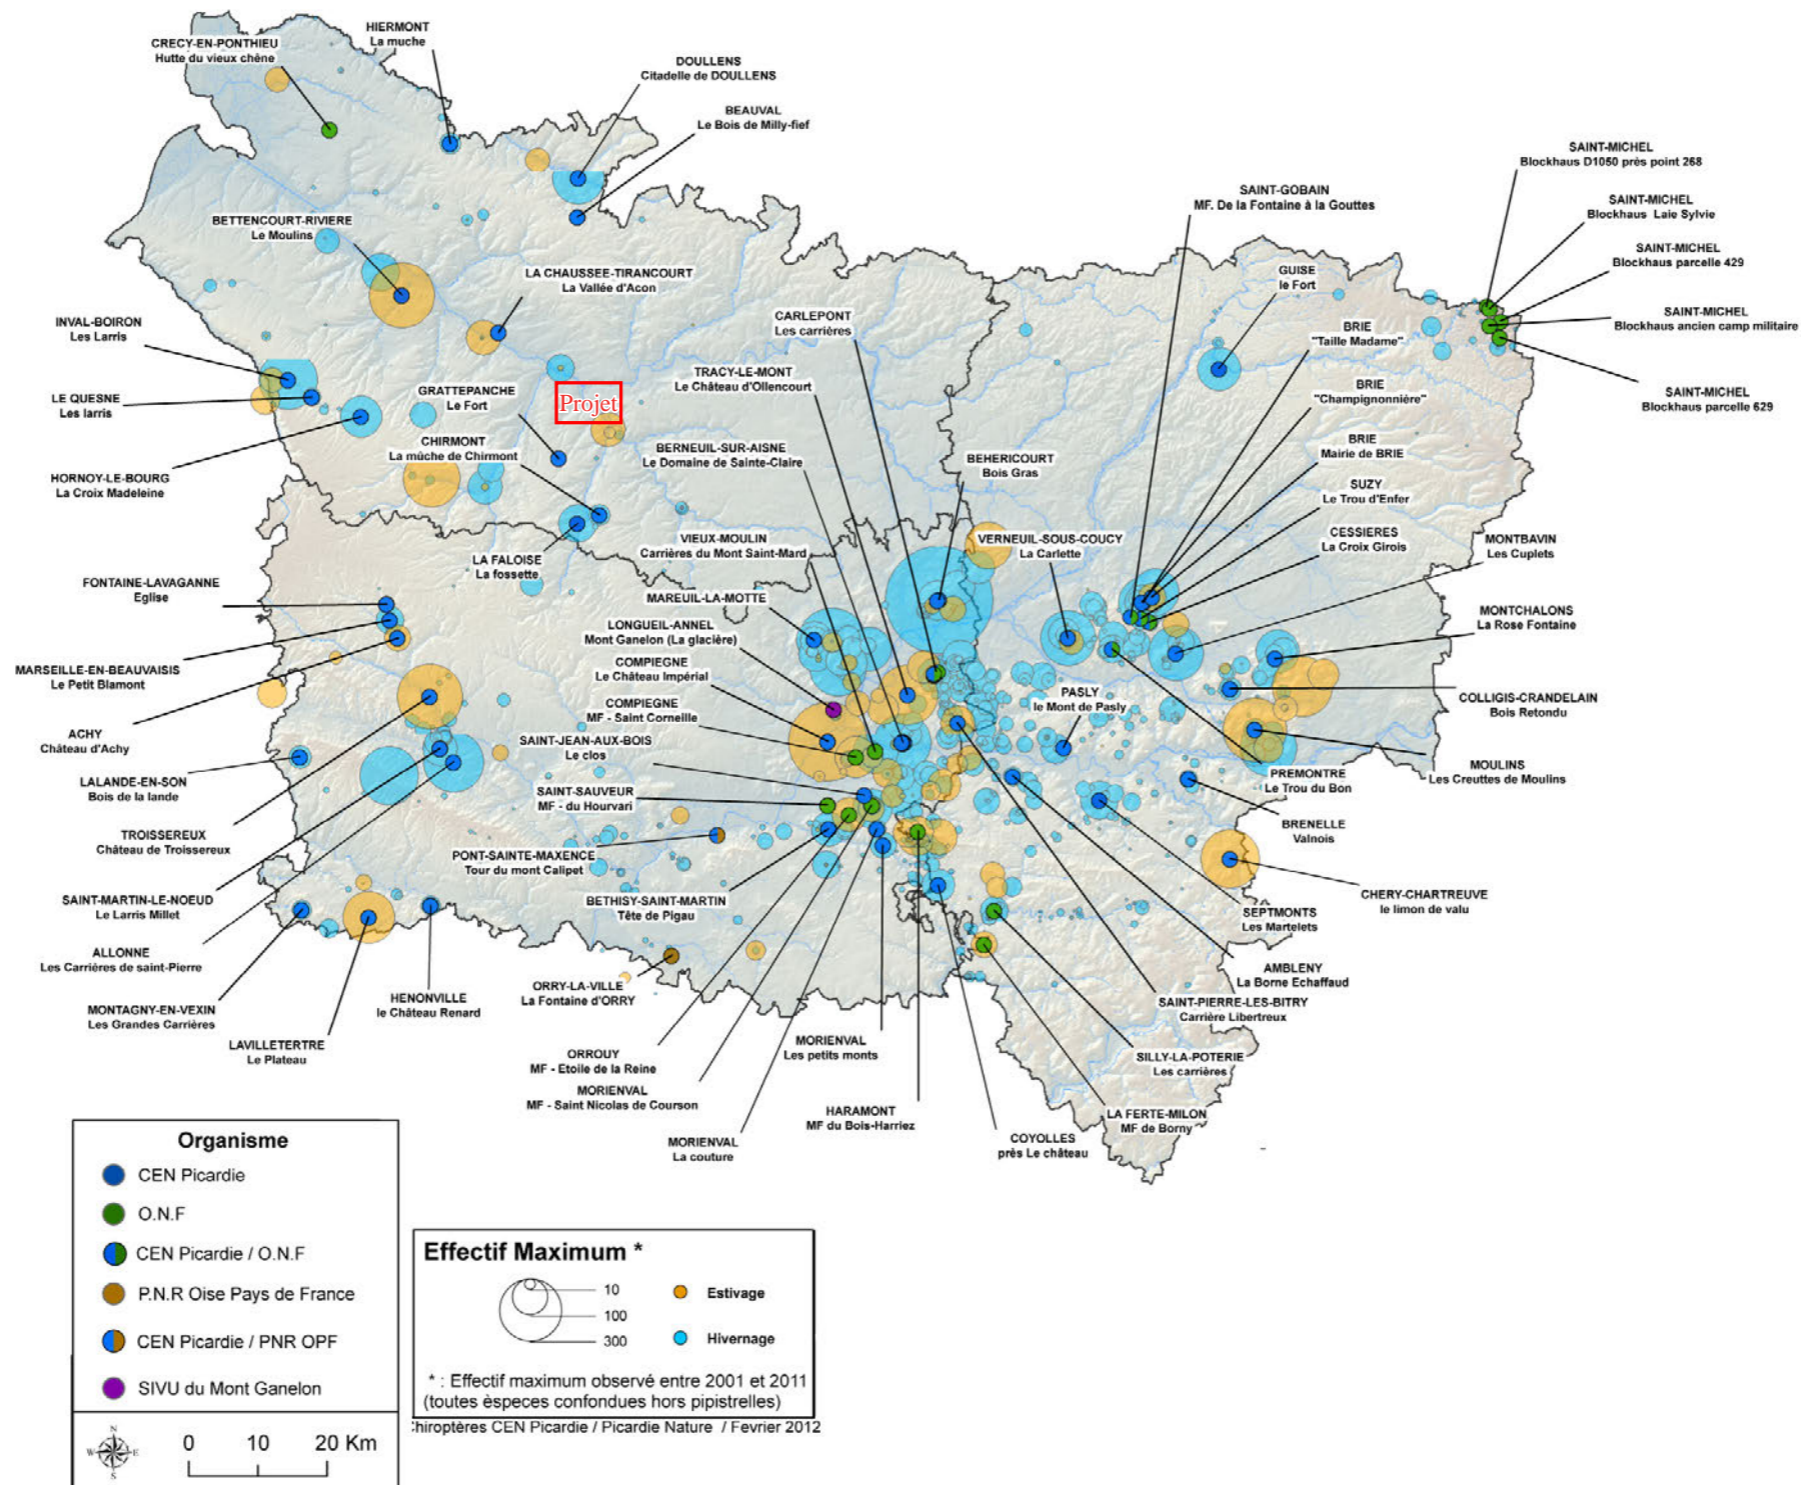 HIERMONT
La muche
CRECY-EN-PONTHIEU
Hutte du vieux chêne
DOULLENS
Citadelle de DOULLENS
BEAUVAL
Le Bois de Milly-fief
SAINT-MICHEL
Blockhaus D1050 près point 268
SAINT-GOBAIN
MF. De la Fontaine à la Gouttes
SAINT-MICHEL
Blockhaus Laie Sylvie
BETTENCOURT-RIVIERE
Le Moulins
SAINT-MICHEL
Blockhaus parcelle 429
LA CHAUSSEE-TIRANCOURT
La Vallée d'Acon
GUISE
le Fort
CARLEPONT
Les carrières
INVAL-BOIRON
Les Larris
BRIE
"Taille Madame"
SAINT-MICHEL
Blockhaus ancien camp militaire
TRACY-LE-MONT
Le Château d'Ollencourt
LE QUESNE
Les larris
GRATTEPANCHE
Le Fort
Projet
BRIE
"Champignonnière"
SAINT-MICHEL
Blockhaus parcelle 629
CHIRMONT
La mûche de Chirmont
BERNEUIL-SUR-AISNE
Le Domaine de Sainte-Claire
BEHERICOURT
Bois Gras
BRIE
Mairie de BRIE
HORNOY-LE-BOURG
La Croix Madeleine
SUZY
Le Trou d'Enfer
VIEUX-MOULIN
Carrières du Mont Saint-Mard
VERNEUIL-SOUS-COUCY
La Carlette
CESSIERES
La Croix Girois
MONTBAVIN
Les Cuplets
LA FALOISE
La fossette
FONTAINE-LAVAGANNE
Eglise
MAREUIL-LA-MOTTE
MONTCHALONS
La Rose Fontaine
LONGUEIL-ANNEL
Mont Ganelon (La glacière)
MARSEILLE-EN-BEAUVAISIS
Le Petit Blamont
COMPIEGNE
Le Château Impérial
PASLY
le Mont de Pasly
COLLIGIS-CRANDELAIN
Bois Retondu
COMPIEGNE
MF - Saint Corneille
ACHY
Château d'Achy
SAINT-JEAN-AUX-BOIS
Le clos
MOULINS
Les Creuttes de Moulins
PREMONTRE
Le Trou du Bon
LALANDE-EN-SON
Bois de la lande
SAINT-SAUVEUR
MF - du Hourvari
BRENELLE
Valnois
TROISSEREUX
Château de Troissereux
PONT-SAINTE-MAXENCE
Tour du mont Calipet
SAINT-MARTIN-LE-NOEUD
Le Larris Millet
BETHISY-SAINT-MARTIN
Tête de Pigau
CHERY-CHARTREUVE
le limon de valu
SEPTMONTS
Les Martelets
ALLONNE
Les Carrières de saint-Pierre
AMBLENY
La Borne Echaffaud
ORRY-LA-VILLE
La Fontaine d'ORRY
HENONVILLE
le Château Renard
MONTAGNY-EN-VEXIN
Les Grandes Carrières
SAINT-PIERRE-LES-BITRY
Carrière Libertreux
LAVILLETERTRE
Le Plateau
MORIENVAL
Les petits monts
ORROUY
MF - Etoile de la Reine
SILLY-LA-POTERIE
Les carrières
MORIENVAL
MF - Saint Nicolas de Courson
HARAMONT
MF du Bois-Harriez
LA FERTE-MILON
MF de Borny
MORIENVAL
La couture
COYOLLES
près Le château
Organisme
CEN Picardie
O.N.F
CEN Picardie / O.N.F
P.N.R Oise Pays de France
CEN Picardie / PNR OPF
SIVU du Mont Ganelon
N
W E
S
0 10 20 Km
Effectif Maximum *
10
100
300
Estivage
Hivernage
* : Effectif maximum observé entre 2001 et 2011
(toutes èspeces confondues hors pipistrelles)
hiroptères CEN Picardie / Picardie Nature / Fevrier 2012